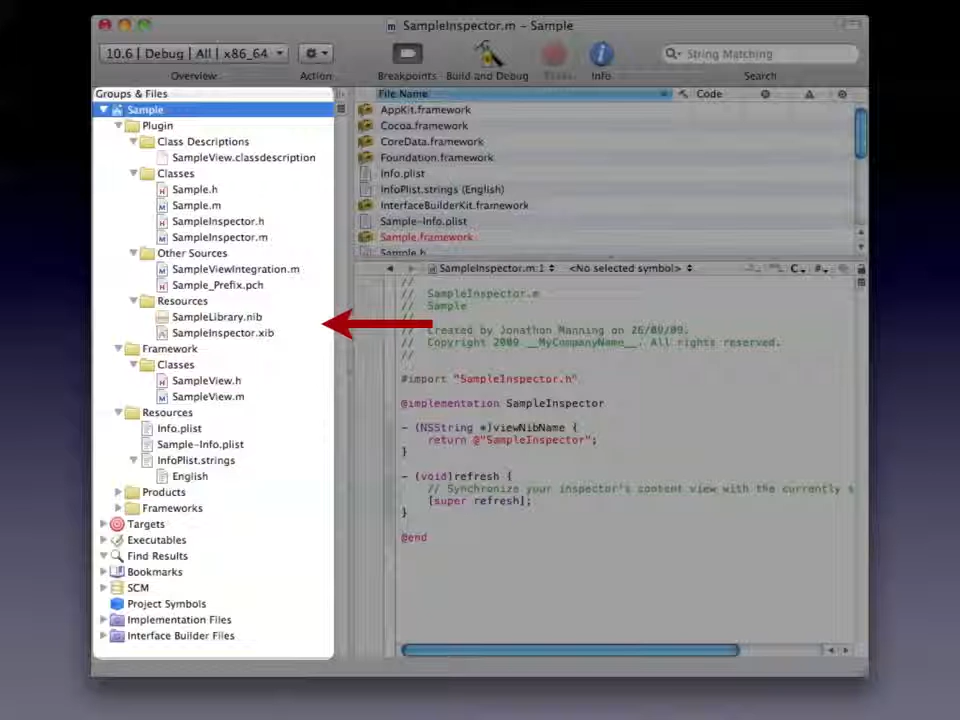 SampleInspector.m – Sample
10.6 | Debug | All | x86_64
String Matching
Overview
Action
Breakpoints
Build and Debug
Info
Search
Groups & Files
Sample
Plugin
Class Descriptions
SampleView.classdescription
Classes
Sample.h
Sample.m
SampleInspector.h
SampleInspector.m
Other Sources
SampleViewIntegration.m
Sample_Prefix.pch
Resources
SampleLibrary.nib
SampleInspector.xib
Framework
Classes
SampleView.h
SampleView.m
Resources
Info.plist
Sample-Info.plist
InfoPlist.strings
English
Products
Frameworks
Targets
Executables
Find Results
Bookmarks
SCM
Project Symbols
Implementation Files
Interface Builder Files
File Name
Code
AppKit.framework
Cocoa.framework
CoreData.framework
Foundation.framework
Info.plist
InfoPlist.strings (English)
InterfaceBuilderKit.framework
Sample-Info.plist
Sample.framework
Sample.h
SampleInspector.m:1
<No selected symbol>
C
#
//
// SampleInspector.m
// Sample
//
// Created by Jonathon Manning on 26/09/09.
// Copyright 2009 __MyCompanyName__. All rights reserved.
//
#import "SampleInspector.h"
@implementation SampleInspector
- (NSString *)viewNibName {
return @"SampleInspector";
}
- (void)refresh {
// Synchronize your inspector's content view with the currently s
[super refresh];
}
@end